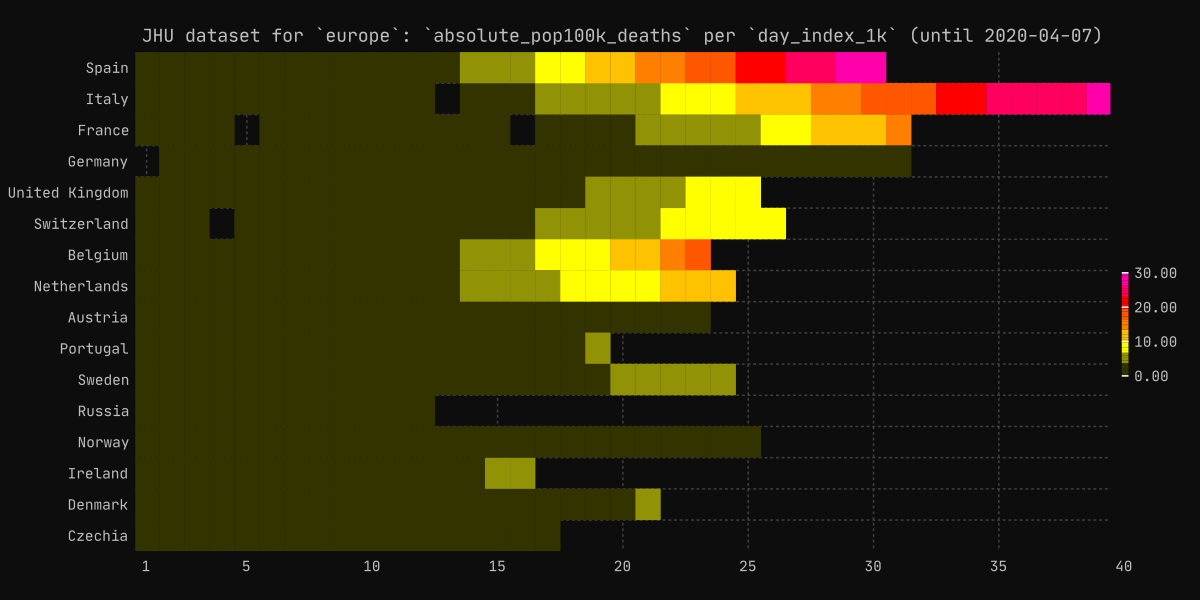 JHU dataset for `europe`: `absolute_pop100k_deaths` per `day_index_1k` (until 2020-04-07)
Spain
Italy
France
Germany
United Kingdom
Switzerland
Belgium
Netherlands
Austria
Portugal
Sweden
Russia
Norway
Ireland
Denmark
Czechia
1 5 10 15 20 25 30 35 40
30.00
20.00
10.00
0.00